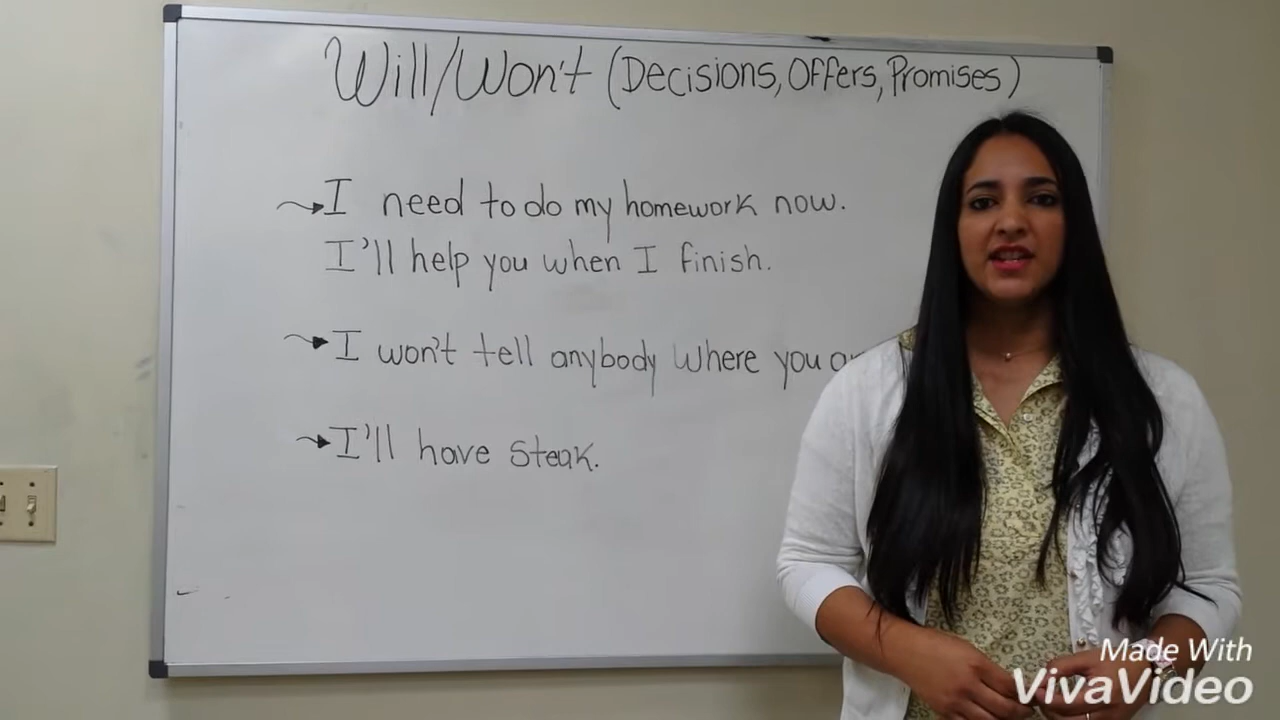 Will/Won't (Decisions, Offers, Promises)
I need to do my homework now.
I'll help you when I finish.
I won't tell anybody where you
I'll have steak.
Made With
VivaVideo